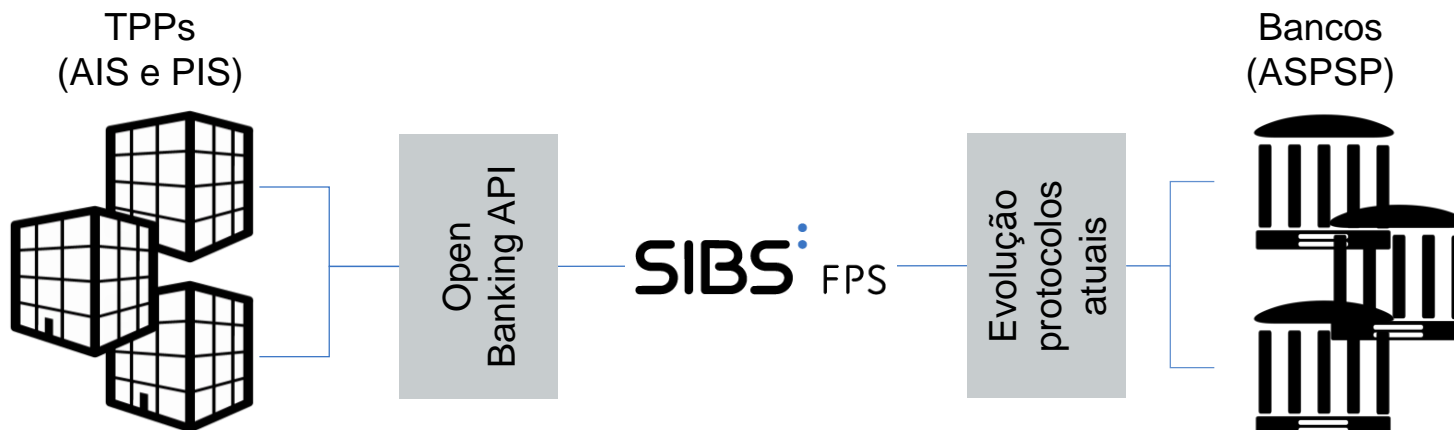 TPPs
(AIS e PIS)
Open
Banking API
SIBS FPS
Evolução
protocolos
atuais
Bancos
(ASPSP)